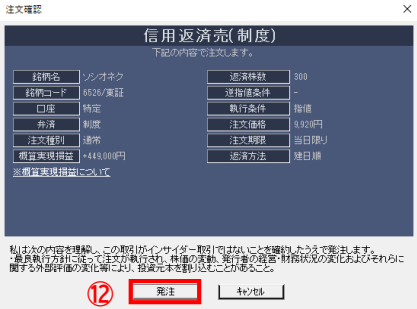 注文確認
信用返済売(制度)
下記の内容で注文します。
銘柄名 ソシオネク 返済株数 300
銘柄コード 6526/東証 逆指値条件 -
口座 特定 執行条件 指値
弁済 制度 注文価格 9,920円
注文種別 通常 注文期限 当日限り
概算実現損益 +449,000円 返済方法 建日順
※概算実現損益について
私は次の内容を理解し、この取引がインサイダー取引ではないことを確約したうえで発注します。
・最良執行方針に従って注文が執行され、株価の変動、発行者の経営・財務状況の変化およびそれらに
関する外部評価の変化等により、投資元本を割り込むことがあること。
⑫ 発注 キャンセル